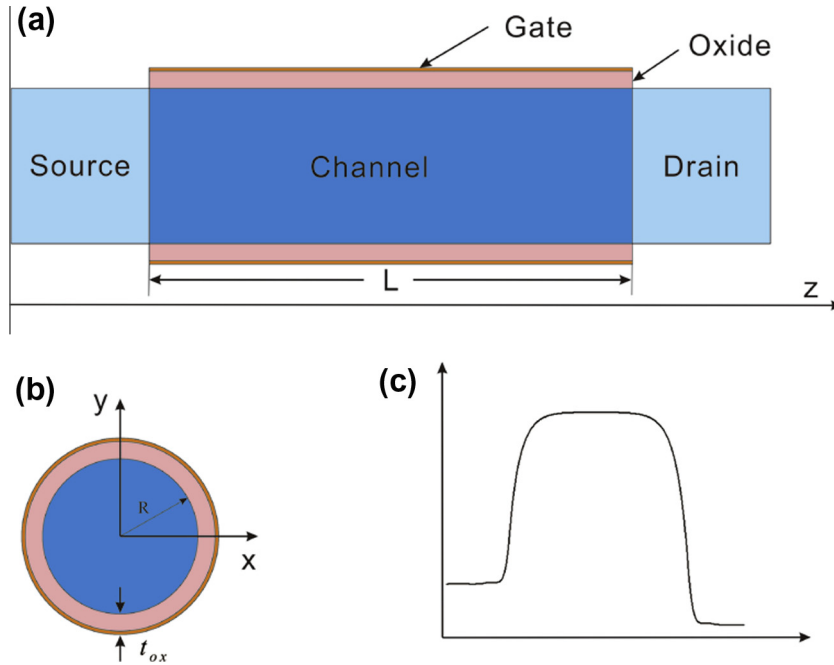 (a)
Gate
Oxide
Source
Channel
Drain
L
z
(b)
y
R
x
t_ox
(c)